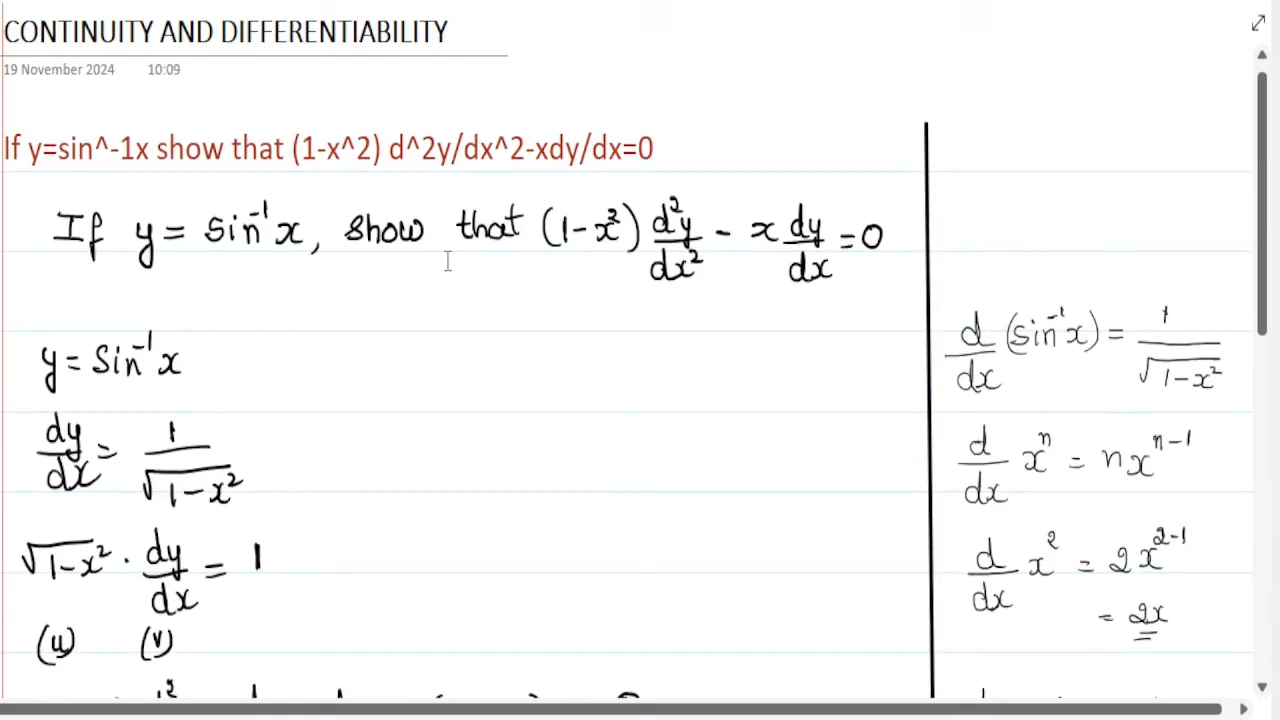 CONTINUITY AND DIFFERENTIABILITY
19 November 2024 10:09
If y=sin^-1x show that (1-x^2) d^2y/dx^2-xdy/dx=0
If y = sin⁻¹x, show that (1-x²) d²y/dx² - x dy/dx = 0
y = sin⁻¹x
dy/dx = 1/√1-x²
√1-x² · dy/dx = 1
(u) (v)
d/dx (sin⁻¹x) = 1/√1-x²
d/dx xⁿ = nxⁿ⁻¹
d/dx x² = 2x²⁻¹
= 2x